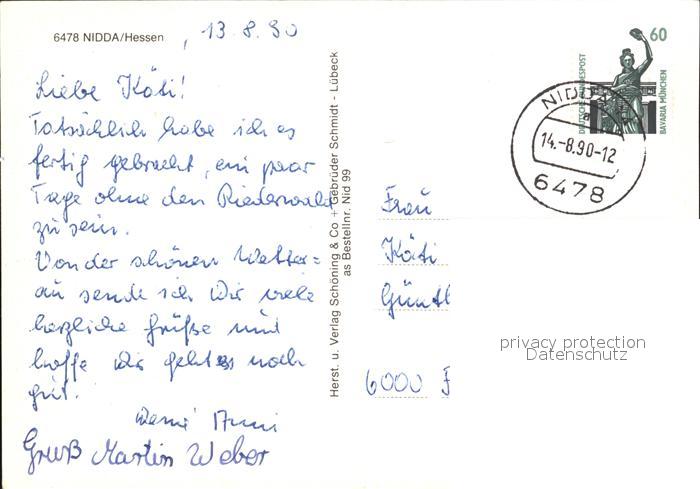 6478 NIDDA/Hessen
, 13.8.90
Liebe Käti!
Tatsächlich habe ich es
fertig gebracht, ein paar
Tage ohne den Riederwald
zu sein.
Von der schönen Wetter=
au sende ich Dir viele
herzliche Grüße und
hoffe dir geht es noch
gut.
Deine Anni
Gruß Martin Weber
Herst. u. Verlag Schöning & Co + Gebrüder Schmidt - Lübeck
as Bestellnr. Nid 99
60
DEUTSCHE BUNDESPOST
BAVARIA MÜNCHEN
NIDD
14.-8.90-12
6478
Frau
Käti
Günt
6000 F
privacy protection
Datenschutz